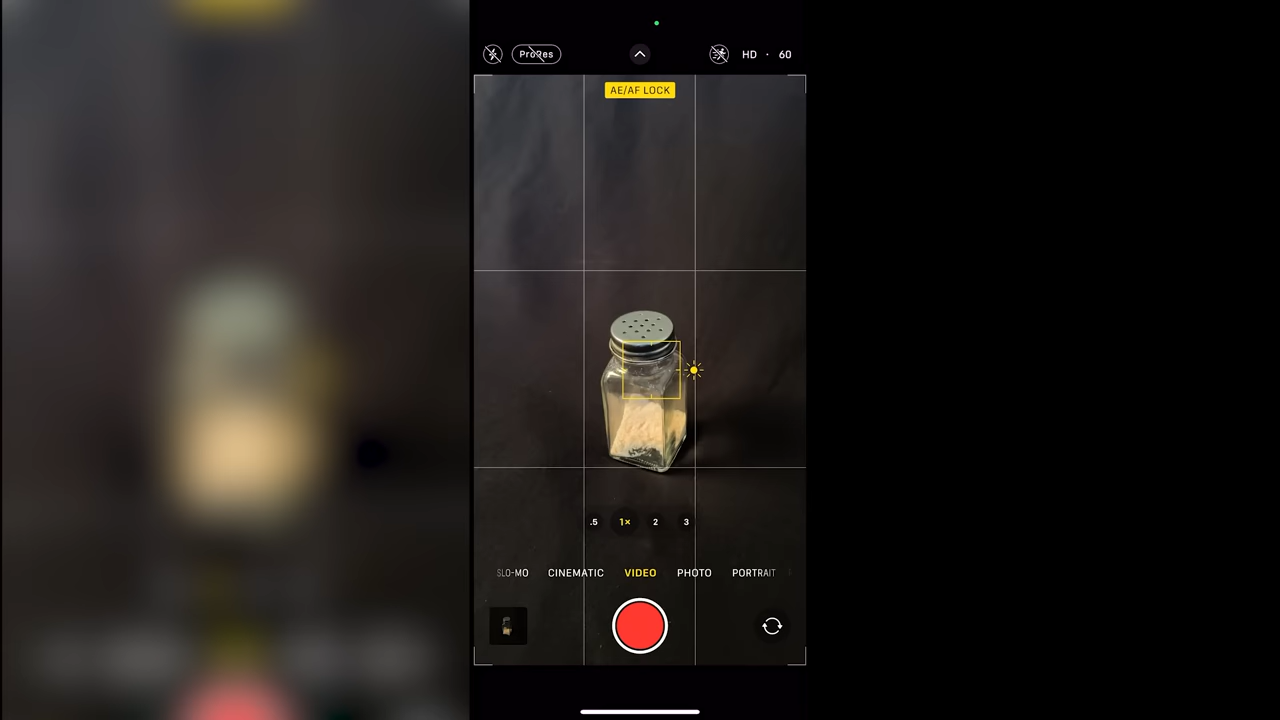 ProRes
HD · 60
AE/AF LOCK
.5 1× 2 3
SLO-MO CINEMATIC VIDEO PHOTO PORTRAIT